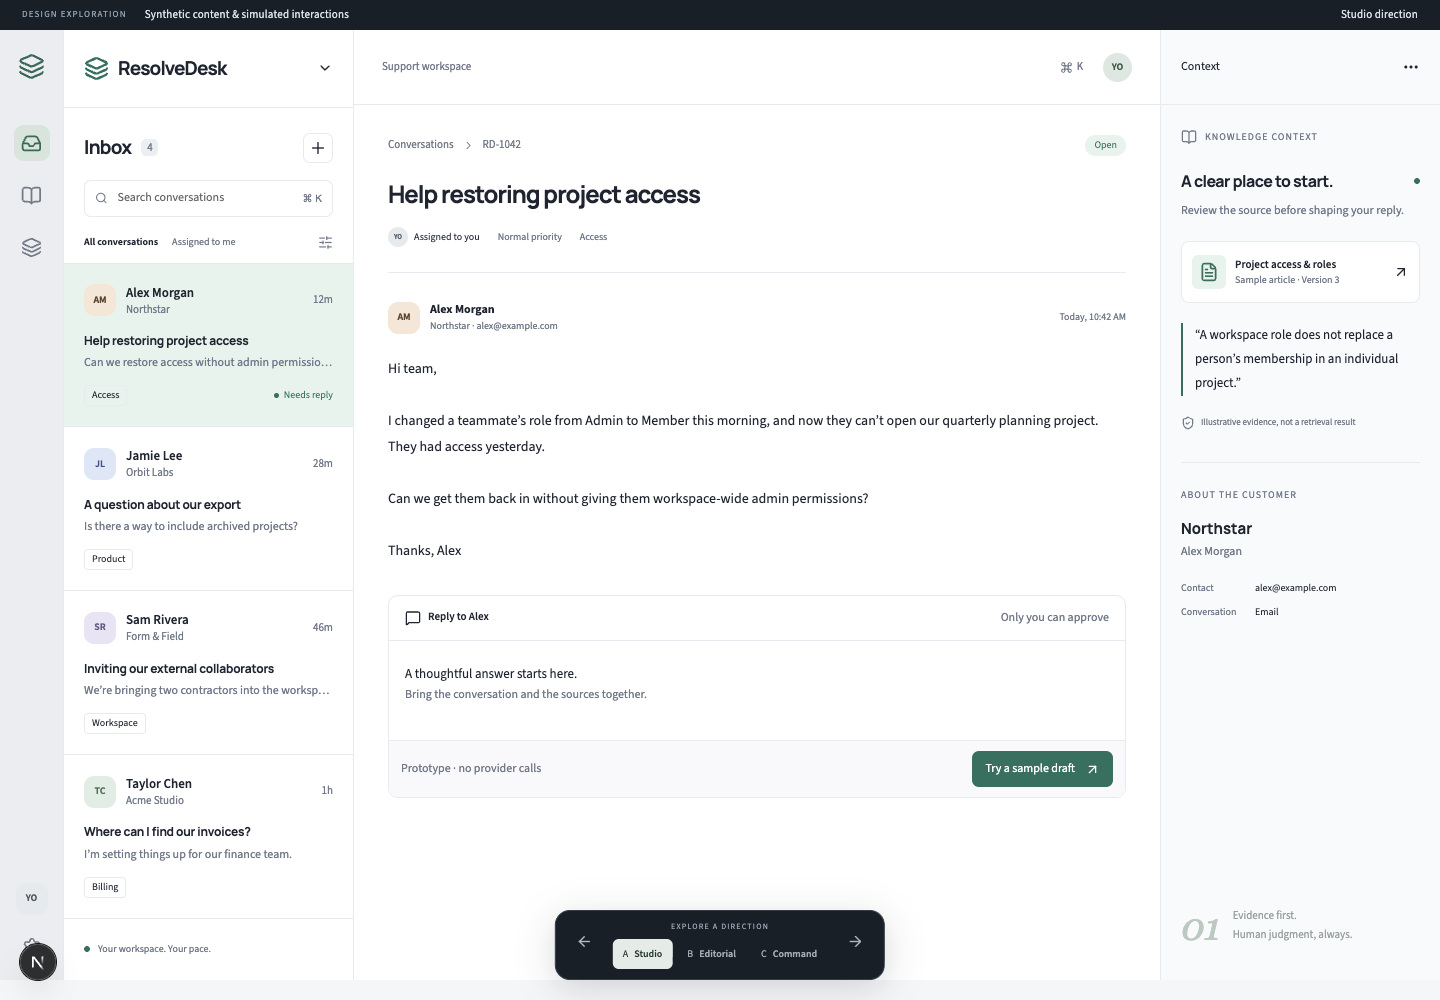 DESIGN EXPLORATION Synthetic content & simulated interactions Studio direction
ResolveDesk
Inbox 4
Search conversations ⌘ K
All conversations Assigned to me
AM Alex Morgan 12m
Northstar
Help restoring project access
Can we restore access without admin permissio…
Access Needs reply
JL Jamie Lee 28m
Orbit Labs
A question about our export
Is there a way to include archived projects?
Product
SR Sam Rivera 46m
Form & Field
Inviting our external collaborators
We’re bringing two contractors into the worksp…
Workspace
TC Taylor Chen 1h
Acme Studio
Where can I find our invoices?
I’m setting things up for our finance team.
Billing
YO
N
Your workspace. Your pace.
Support workspace ⌘ K YO
Conversations RD-1042 Open
Help restoring project access
YO Assigned to you Normal priority Access
AM Alex Morgan Today, 10:42 AM
Northstar · alex@example.com
Hi team,
I changed a teammate’s role from Admin to Member this morning, and now they can’t open our quarterly planning project.
They had access yesterday.
Can we get them back in without giving them workspace-wide admin permissions?
Thanks, Alex
Reply to Alex Only you can approve
A thoughtful answer starts here.
Bring the conversation and the sources together.
Prototype · no provider calls Try a sample draft
EXPLORE A DIRECTION
A Studio B Editorial C Command
Context
KNOWLEDGE CONTEXT
A clear place to start.
Review the source before shaping your reply.
Project access & roles
Sample article · Version 3
“A workspace role does not replace a
person’s membership in an individual
project.”
Illustrative evidence, not a retrieval result
ABOUT THE CUSTOMER
Northstar
Alex Morgan
Contact alex@example.com
Conversation Email
01 Evidence first.
Human judgment, always.